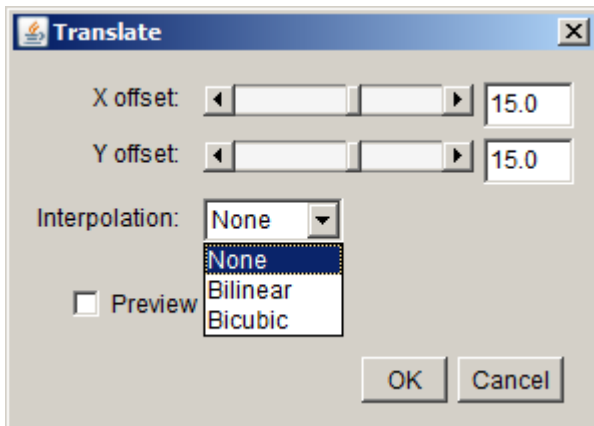 Translate
X offset: 15.0
Y offset: 15.0
Interpolation: None
None
Bilinear
Preview
Bicubic
OK Cancel